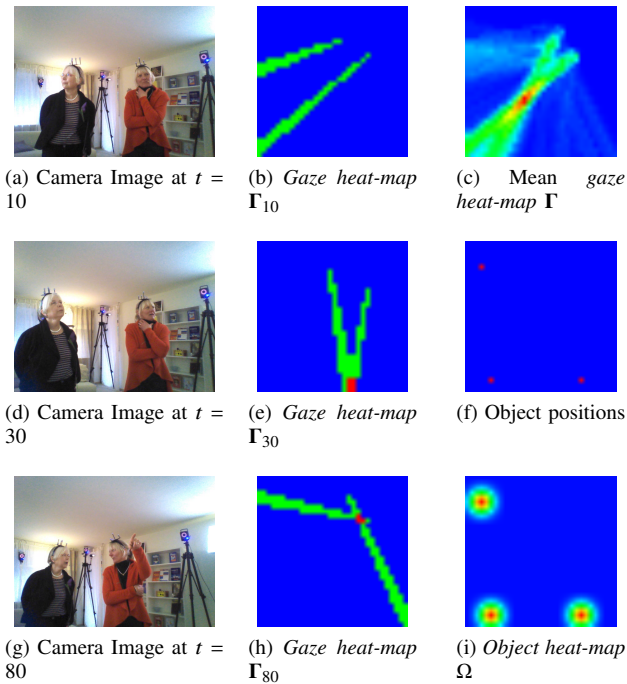 (a) Camera Image at t =
10
(b) Gaze heat-map
Γ10
(c) Mean gaze
heat-map Γ
(d) Camera Image at t =
30
(e) Gaze heat-map
Γ30
(f) Object positions
(g) Camera Image at t =
80
(h) Gaze heat-map
Γ80
(i) Object heat-map
Ω